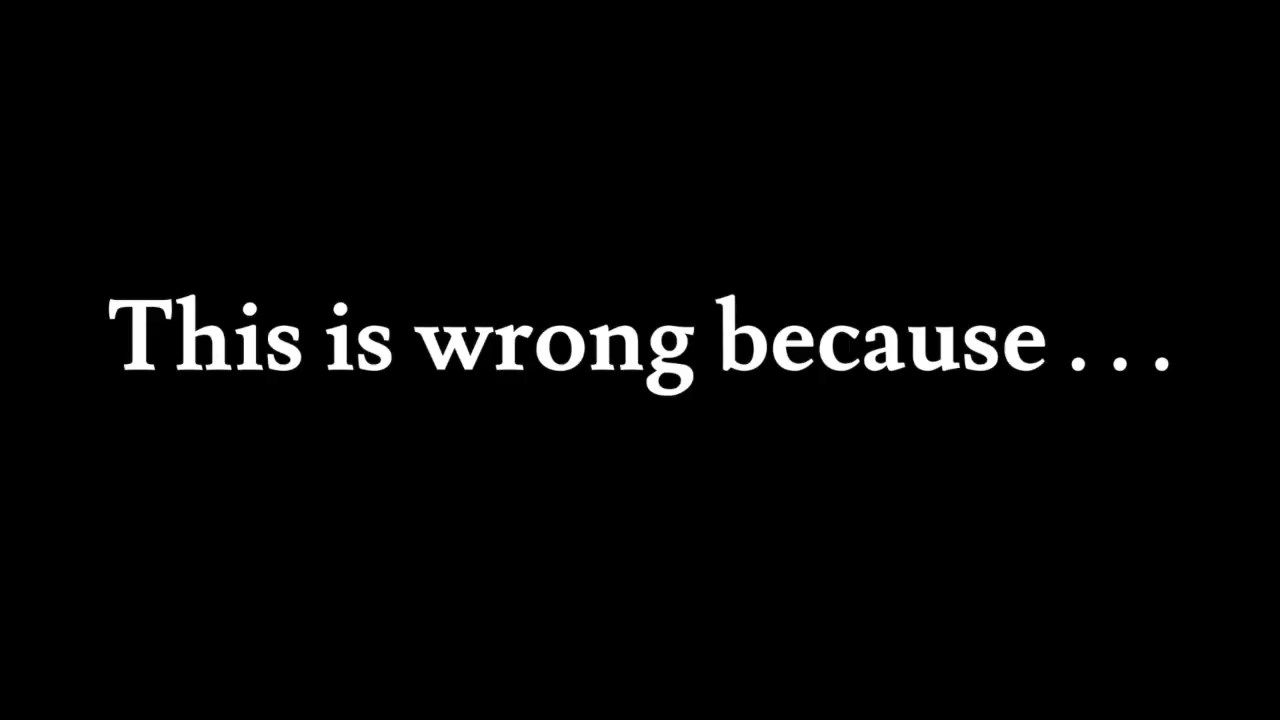 This is wrong because . . .